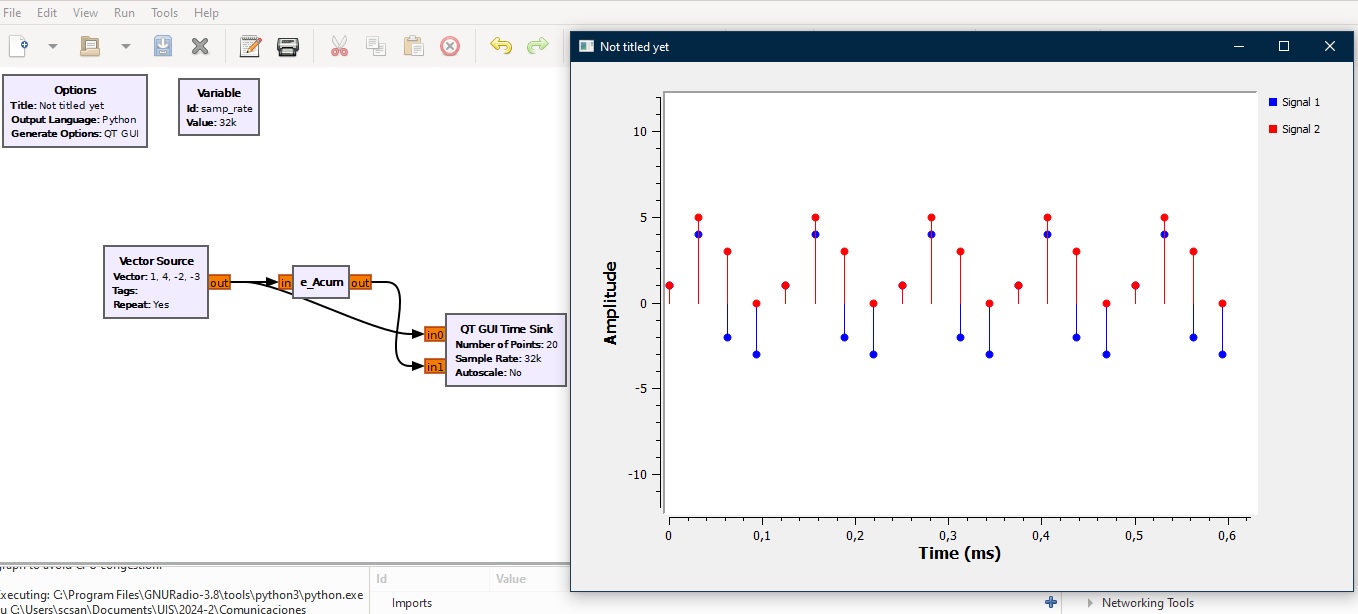 File Edit View Run Tools Help
Options
Title: Not titled yet
Output Language: Python
Generate Options: QT GUI
Variable
Id: samp_rate
Value: 32k
Vector Source
Vector: 1, 4, -2, -3
Tags:
Repeat: Yes
out
in
e_Acum
out
in0
in1
QT GUI Time Sink
Number of Points: 20
Sample Rate: 32k
Autoscale: No
Not titled yet
Signal 1
Signal 2
Amplitude
10
5
0
-5
-10
0 0,1 0,2 0,3 0,4 0,5 0,6
Time (ms)
raph to avoid CPU congestion.
xecuting: C:\Program Files\GNURadio-3.8\tools\python3\python.exe
u C:\Users\scsan\Documents\UIS\2024-2\Comunicaciones
Id Value
Imports
Networking Tools